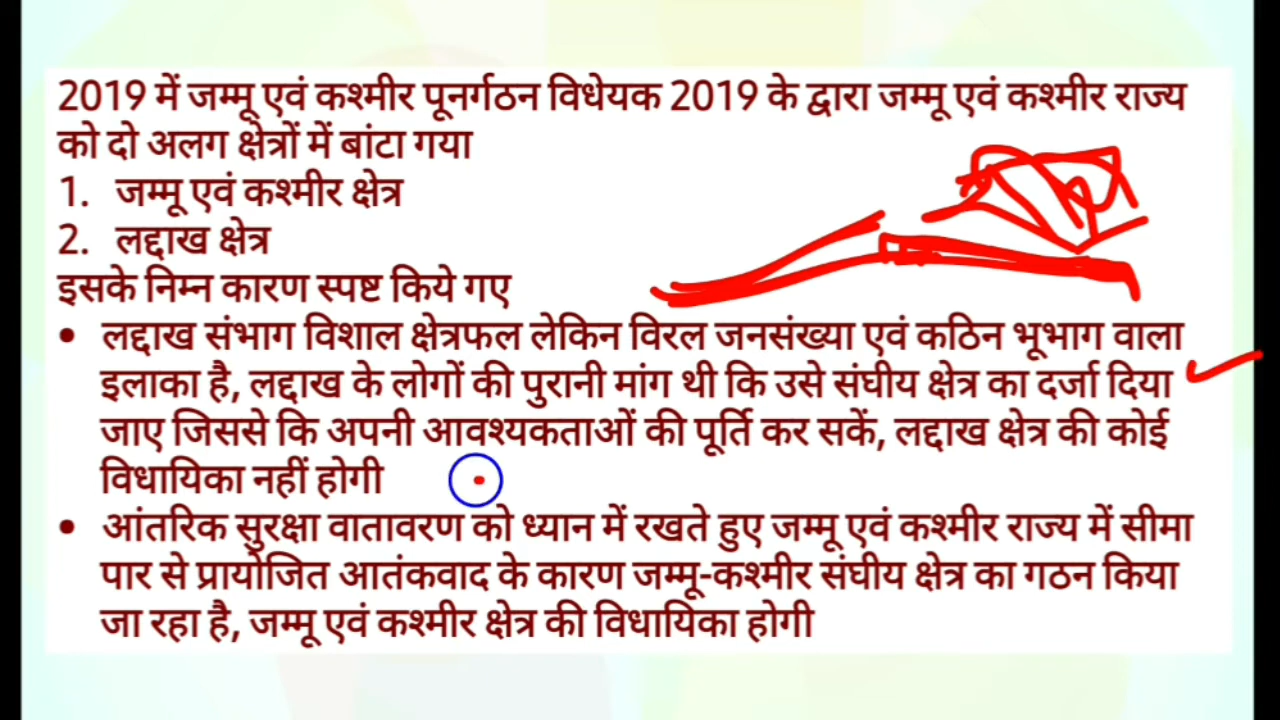 2019 में जम्मू एवं कश्मीर पूनर्गठन विधेयक 2019 के द्वारा जम्मू एवं कश्मीर राज्य
को दो अलग क्षेत्रों में बांटा गया
1. जम्मू एवं कश्मीर क्षेत्र
2. लद्दाख क्षेत्र
इसके निम्न कारण स्पष्ट किये गए
• लद्दाख संभाग विशाल क्षेत्रफल लेकिन विरल जनसंख्या एवं कठिन भूभाग वाला
इलाका है, लद्दाख के लोगों की पुरानी मांग थी कि उसे संघीय क्षेत्र का दर्जा दिया
जाए जिससे कि अपनी आवश्यकताओं की पूर्ति कर सकें, लद्दाख क्षेत्र की कोई
विधायिका नहीं होगी
• आंतरिक सुरक्षा वातावरण को ध्यान में रखते हुए जम्मू एवं कश्मीर राज्य में सीमा
पार से प्रायोजित आतंकवाद के कारण जम्मू-कश्मीर संघीय क्षेत्र का गठन किया
जा रहा है, जम्मू एवं कश्मीर क्षेत्र की विधायिका होगी